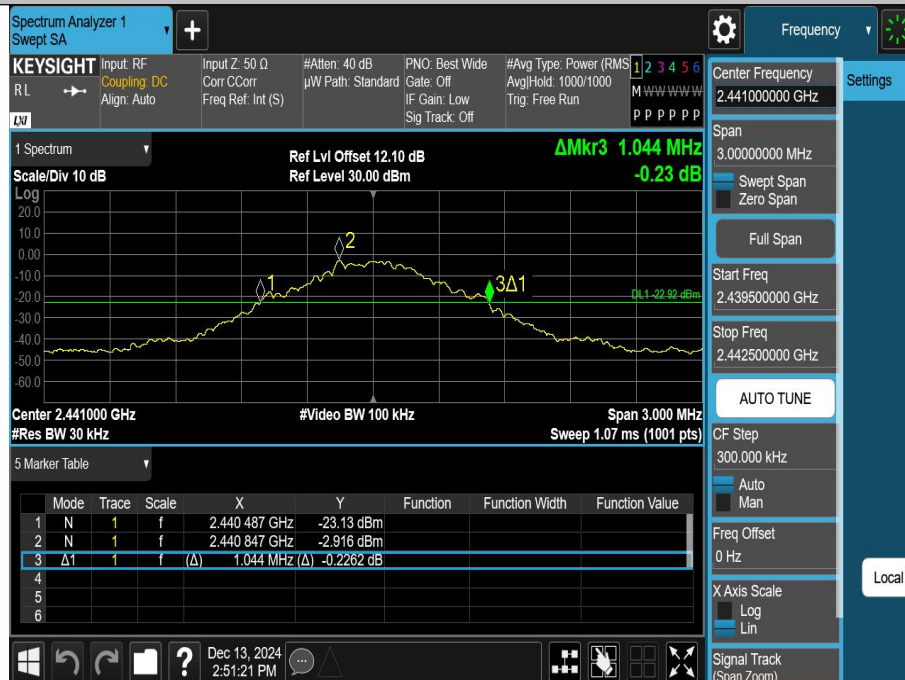 Spectrum Analyzer 1
Swept SA
+
Frequency
KEYSIGHT
RL
LXI
Input: RF
Coupling: DC
Align: Auto
Input Z: 50 Ω
Corr CCorr
Freq Ref: Int (S)
#Atten: 40 dB
µW Path: Standard
PNO: Best Wide
Gate: Off
IF Gain: Low
Sig Track: Off
#Avg Type: Power (RMS
Avg|Hold: 1000/1000
Trig: Free Run
1 2 3 4 5 6
M W W W W W
P P P P P P
1 Spectrum
Scale/Div 10 dB
Ref Lvl Offset 12.10 dB
Ref Level 30.00 dBm
ΔMkr3 1.044 MHz
-0.23 dB
Log
20.0
10.0
0.00
-10.0
-20.0
-30.0
-40.0
-50.0
-60.0
1
2
3Δ1
DL1 -22.92 dBm
Center 2.441000 GHz
#Video BW 100 kHz
Span 3.000 MHz
#Res BW 30 kHz
Sweep 1.07 ms (1001 pts)
5 Marker Table
Mode Trace Scale X Y Function Function Width Function Value
1 N 1 f 2.440 487 GHz -23.13 dBm
2 N 1 f 2.440 847 GHz -2.916 dBm
3 Δ1 1 f (Δ) 1.044 MHz (Δ) -0.2262 dB
4
5
6
?
Dec 13, 2024
2:51:21 PM
Center Frequency
2.441000000 GHz
Span
3.00000000 MHz
Swept Span
Zero Span
Full Span
Start Freq
2.439500000 GHz
Stop Freq
2.442500000 GHz
AUTO TUNE
CF Step
300.000 kHz
Auto
Man
Freq Offset
0 Hz
X Axis Scale
Log
Lin
Signal Track
(Span Zoom)
Settings
Local